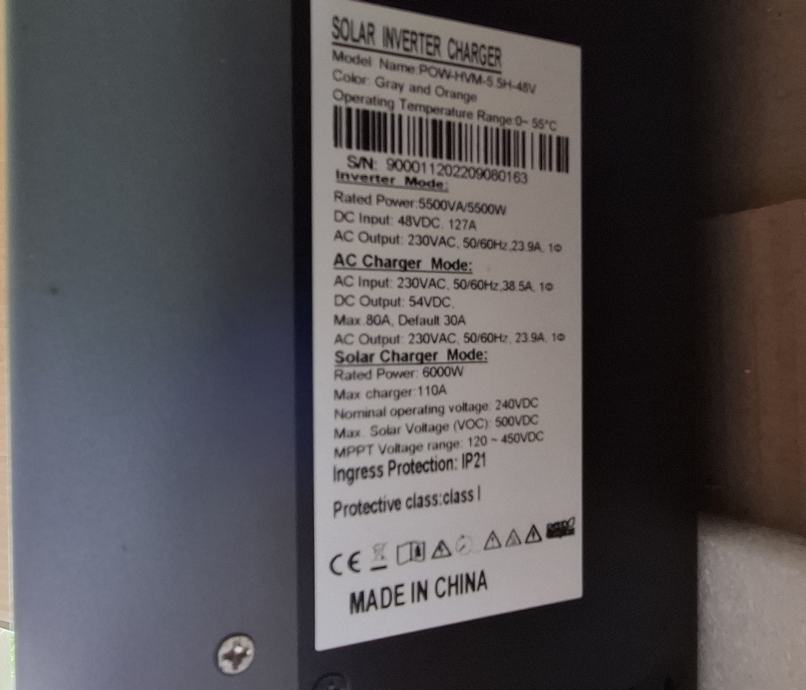 SOLAR INVERTER CHARGER
Model Name:POW-HVM-5.5H-48V
Color: Gray and Orange
Operating Temperature Range:0~ 55°C
S/N: 900011202209080163
Inverter Mode:
Rated Power:5500VA/5500W
DC Input: 48VDC, 127A
AC Output: 230VAC, 50/60Hz,23.9A, 1Φ
AC Charger Mode:
AC Input: 230VAC, 50/60Hz,38.5A, 1Φ
DC Output: 54VDC,
Max.80A, Default 30A
AC Output: 230VAC, 50/60Hz, 23.9A, 1Φ
Solar Charger Mode:
Rated Power: 6000W
Max charger:110A
Nominal operating voltage: 240VDC
Max. Solar Voltage (VOC): 500VDC
MPPT Voltage range: 120 ~ 450VDC
Ingress Protection: IP21
Protective class:class I
CE
MADE IN CHINA